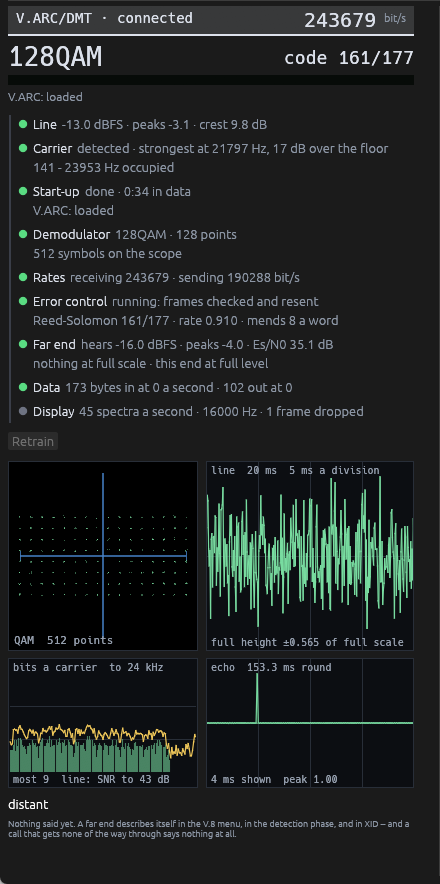 V.ARC/DMT · connected 243679 bit/s
128QAM code 161/177
V.ARC: loaded
Line -13.0 dBFS · peaks -3.1 · crest 9.8 dB
Carrier detected · strongest at 21797 Hz, 17 dB over the floor
141 - 23953 Hz occupied
Start-up done · 0:34 in data
V.ARC: loaded
Demodulator 128QAM · 128 points
512 symbols on the scope
Rates receiving 243679 · sending 190288 bit/s
Error control running: frames checked and resent
Reed-Solomon 161/177 · rate 0.910 · mends 8 a word
Far end hears -16.0 dBFS · peaks -4.0 · Es/N0 35.1 dB
nothing at full scale · this end at full level
Data 173 bytes in at 0 a second · 102 out at 0
Display 45 spectra a second · 16000 Hz · 1 frame dropped
Retrain
QAM 512 points
line 20 ms 5 ms a division
full height ±0.565 of full scale
bits a carrier to 24 kHz
most 9 line: SNR to 43 dB
echo 153.3 ms round
4 ms shown peak 1.00
distant
Nothing said yet. A far end describes itself in the V.8 menu, in the detection phase, and in XID – and a
call that gets none of the way through says nothing at all.